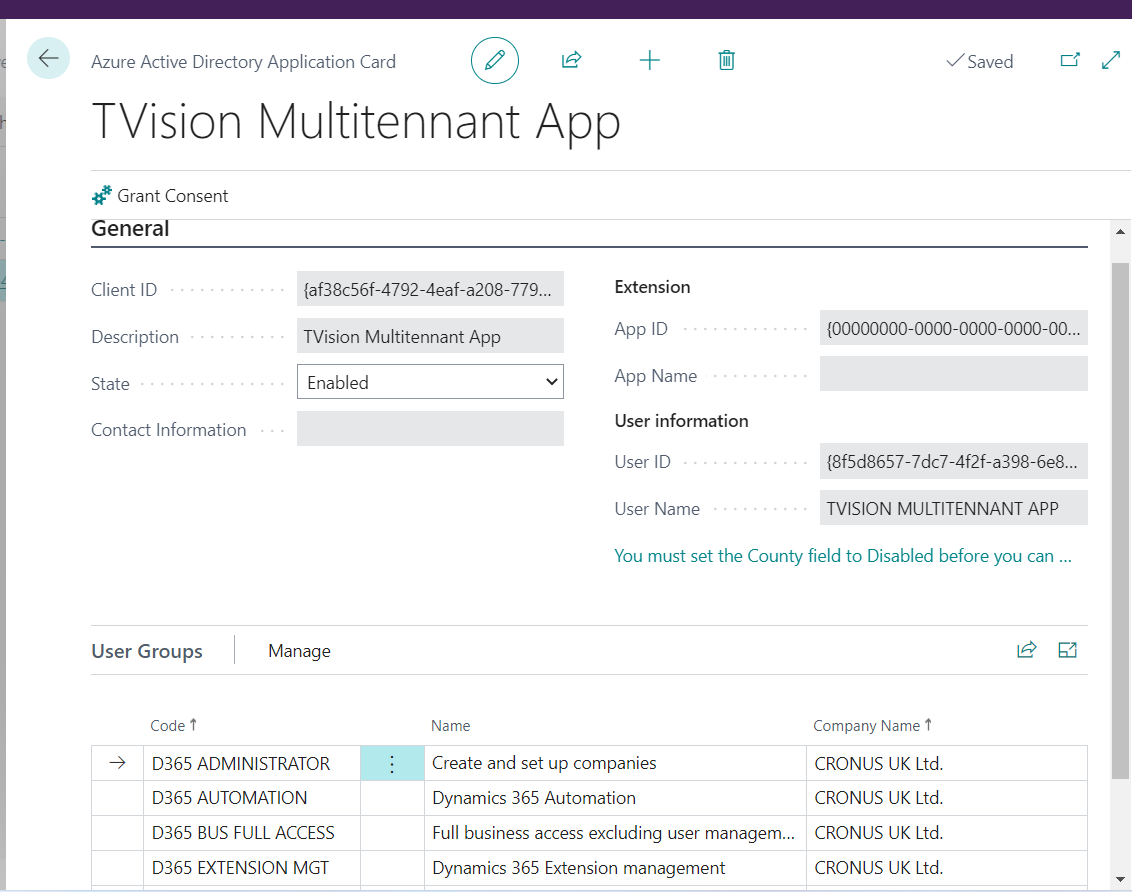 Azure Active Directory Application Card
Saved
TVision Multitennant App
Grant Consent
General
Client ID
{af38c56f-4792-4eaf-a208-779...
Description
TVision Multitennant App
State
Enabled
Contact Information
Extension
App ID
{00000000-0000-0000-0000-00...
App Name
User information
User ID
{8f5d8657-7dc7-4f2f-a398-6e8...
User Name
TVISION MULTITENNANT APP
You must set the County field to Disabled before you can ...
User Groups Manage
Code ↑ Name Company Name ↑
D365 ADMINISTRATOR Create and set up companies CRONUS UK Ltd.
D365 AUTOMATION Dynamics 365 Automation CRONUS UK Ltd.
D365 BUS FULL ACCESS Full business access excluding user managem... CRONUS UK Ltd.
D365 EXTENSION MGT Dynamics 365 Extension management CRONUS UK Ltd.